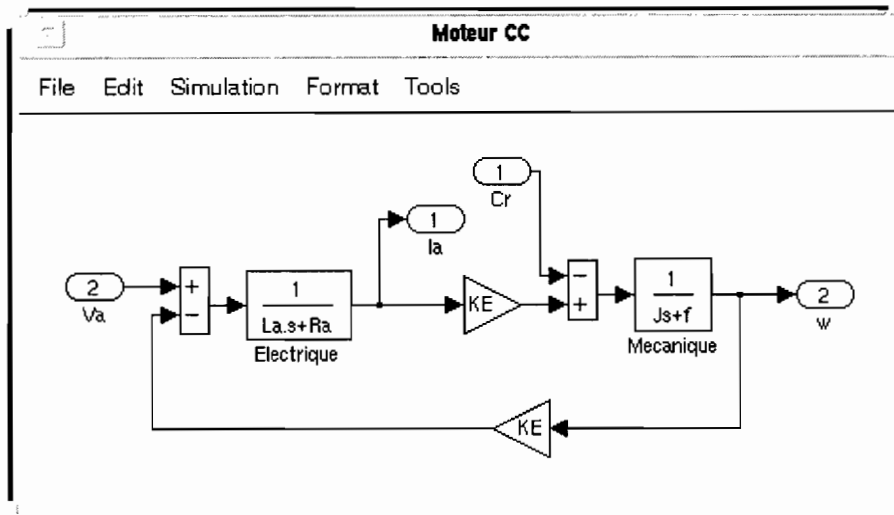 Moteur CC
File Edit Simulation Format Tools
1
Cr
1
Ia
2
Va
+
−
1
La.s+Ra
Electrique
KE
−
+
1
Js+f
Mecanique
2
w
KE